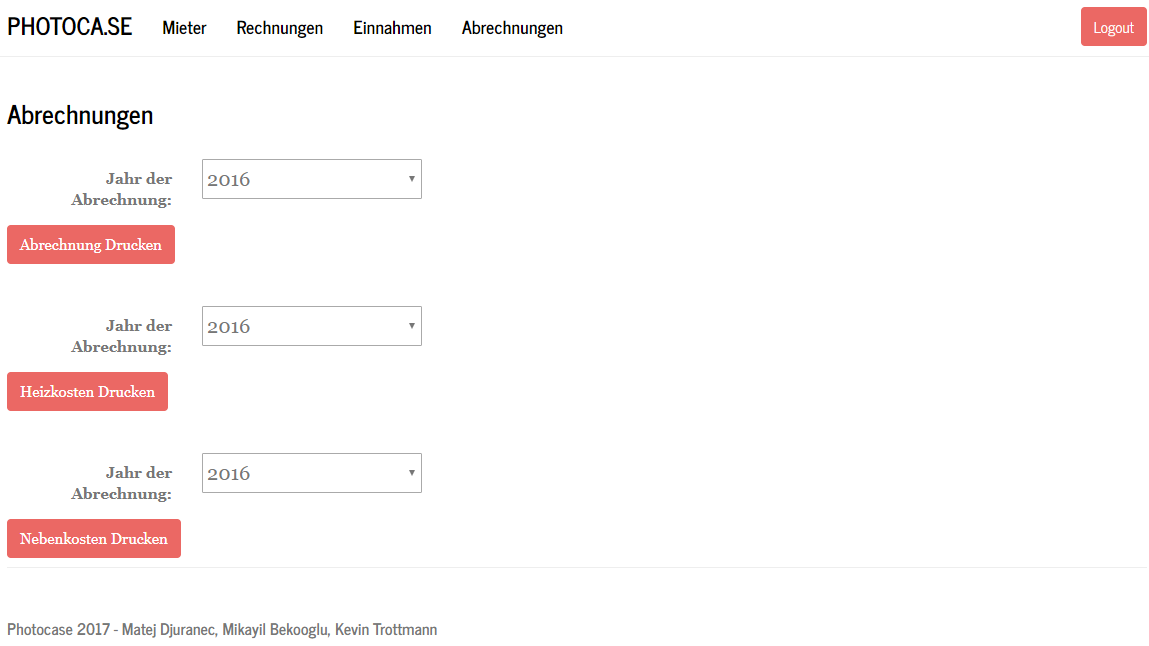 PHOTOCA.SE Mieter Rechnungen Einnahmen Abrechnungen Logout
Abrechnungen
Jahr der
Abrechnung:
2016
Abrechnung Drucken
Jahr der
Abrechnung:
2016
Heizkosten Drucken
Jahr der
Abrechnung:
2016
Nebenkosten Drucken
Photocase 2017 - Matej Djuranec, Mikayil Bekooglu, Kevin Trottmann